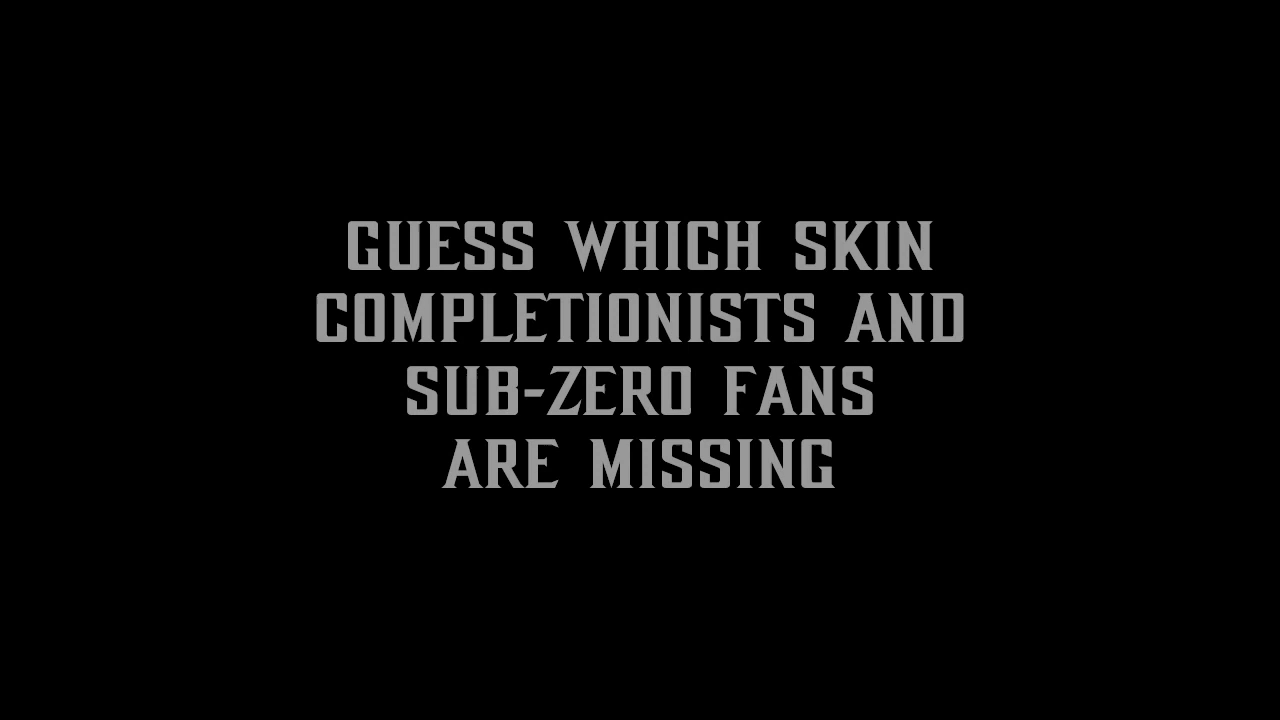 GUESS WHICH SKIN
COMPLETIONISTS AND
SUB-ZERO FANS
ARE MISSING